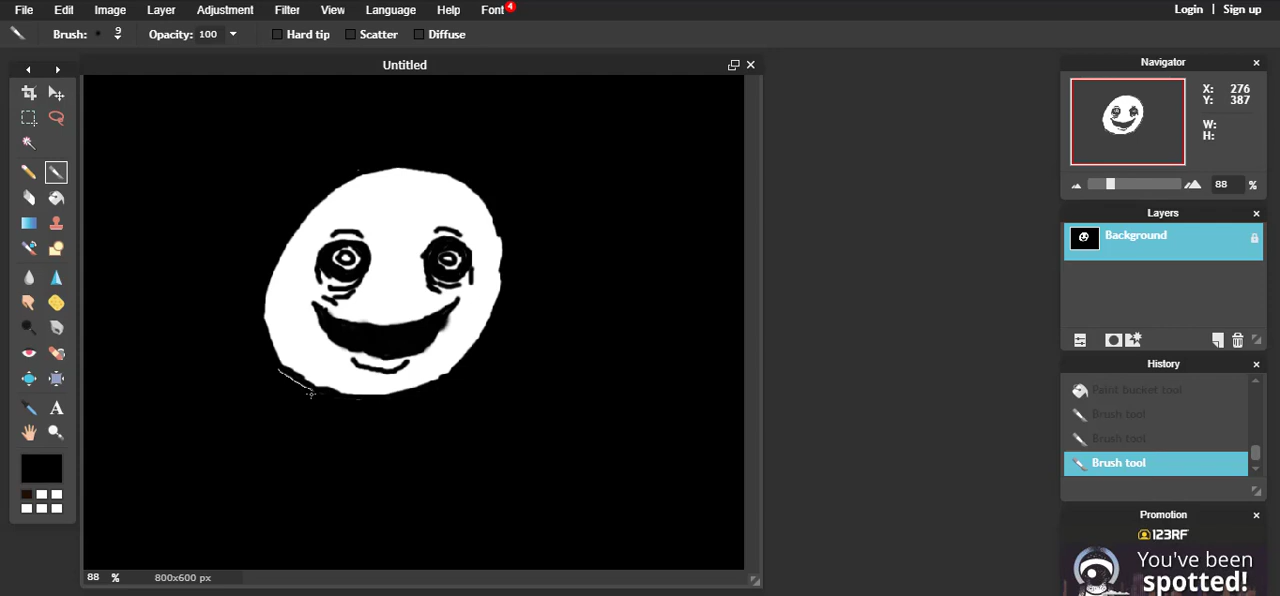 File Edit Image Layer Adjustment Filter View Language Help Font 4 Login | Sign up
Brush: 9 Opacity: 100 Hard tip Scatter Diffuse
Untitled
Navigator
X: 276
Y: 387
W:
H:
88 %
Layers
Background
History
Paint bucket tool
Brush tool
Brush tool
Brush tool
Promotion
123RF
You've been
spotted!
A
88 % 800x600 px